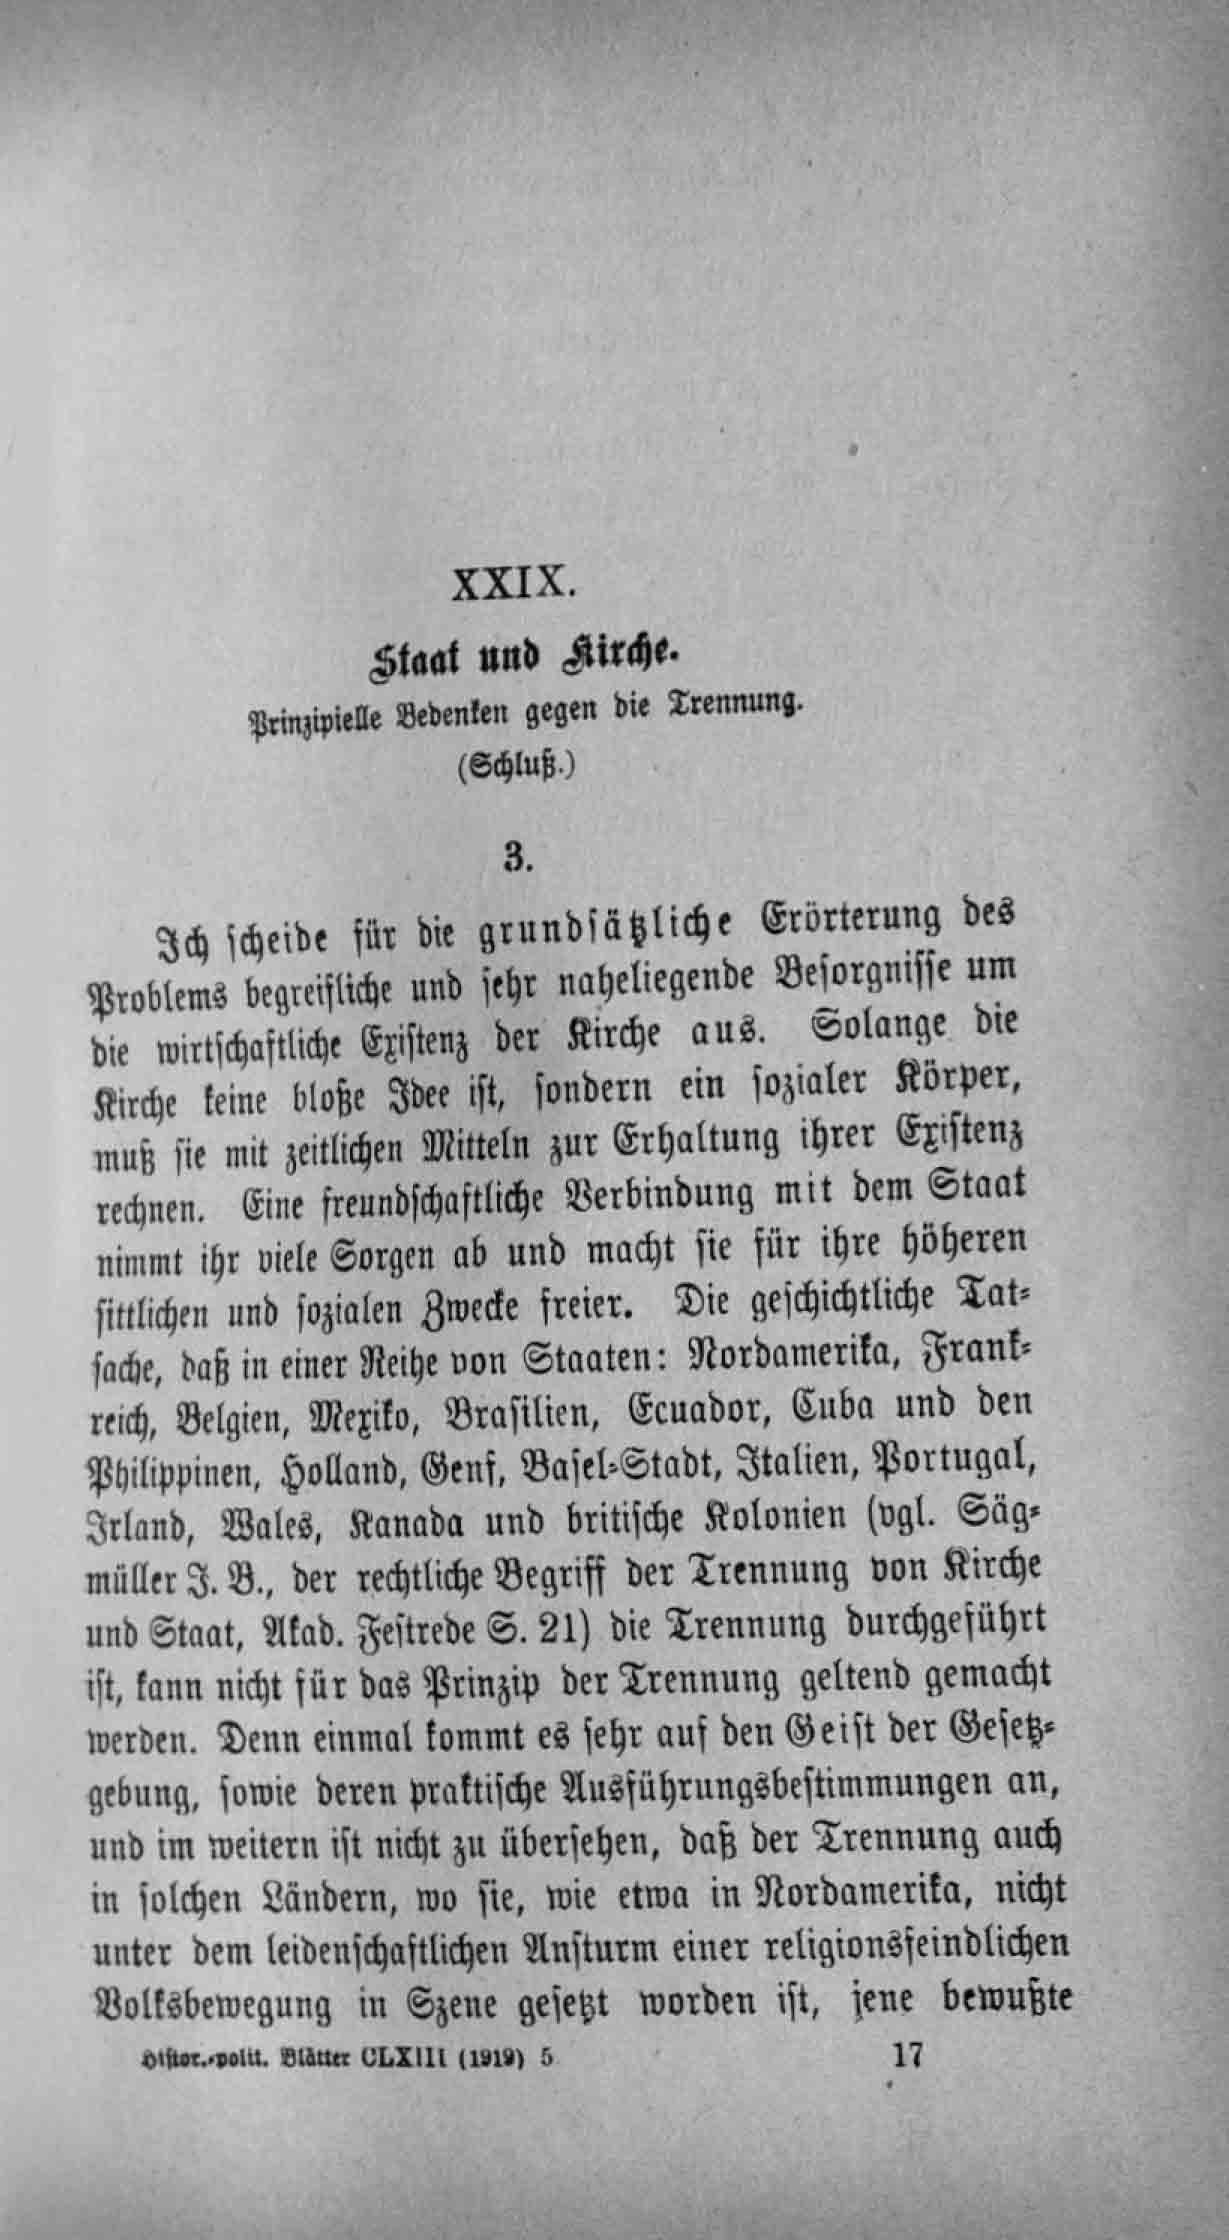 XXIX.
Staat und Kirche.
Prinzipielle Bedenken gegen die Trennung.
(Schluß.)
3.
Ich scheide für die grundsätzliche Erörterung des
Problems begreifliche und sehr naheliegende Besorgnisse um
die wirtschaftliche Existenz der Kirche aus. Solange die
Kirche keine bloße Idee ist, sondern ein sozialer Körper,
muß sie mit zeitlichen Mitteln zur Erhaltung ihrer Existenz
rechnen. Eine freundschaftliche Verbindung mit dem Staat
nimmt ihr viele Sorgen ab und macht sie für ihre höheren
sittlichen und sozialen Zwecke freier. Die geschichtliche Tat-
sache, daß in einer Reihe von Staaten: Nordamerika, Frank-
reich, Belgien, Mexiko, Brasilien, Ecuador, Cuba und den
Philippinen, Holland, Genf, Basel-Stadt, Italien, Portugal,
Irland, Wales, Kanada und britische Kolonien (vgl. Säg-
müller J. B., der rechtliche Begriff der Trennung von Kirche
und Staat, Akad. Festrede S. 21) die Trennung durchgeführt
ist, kann nicht für das Prinzip der Trennung geltend gemacht
werden. Denn einmal kommt es sehr auf den Geist der Gesetz-
gebung, sowie deren praktische Ausführungsbestimmungen an,
und im weitern ist nicht zu übersehen, daß der Trennung auch
in solchen Ländern, wo sie, wie etwa in Nordamerika, nicht
unter dem leidenschaftlichen Ansturm einer religionsfeindlichen
Volksbewegung in Szene gesetzt worden ist, jene bewußte
Histor.-polit. Blätter CLXIII (1919) 5 17